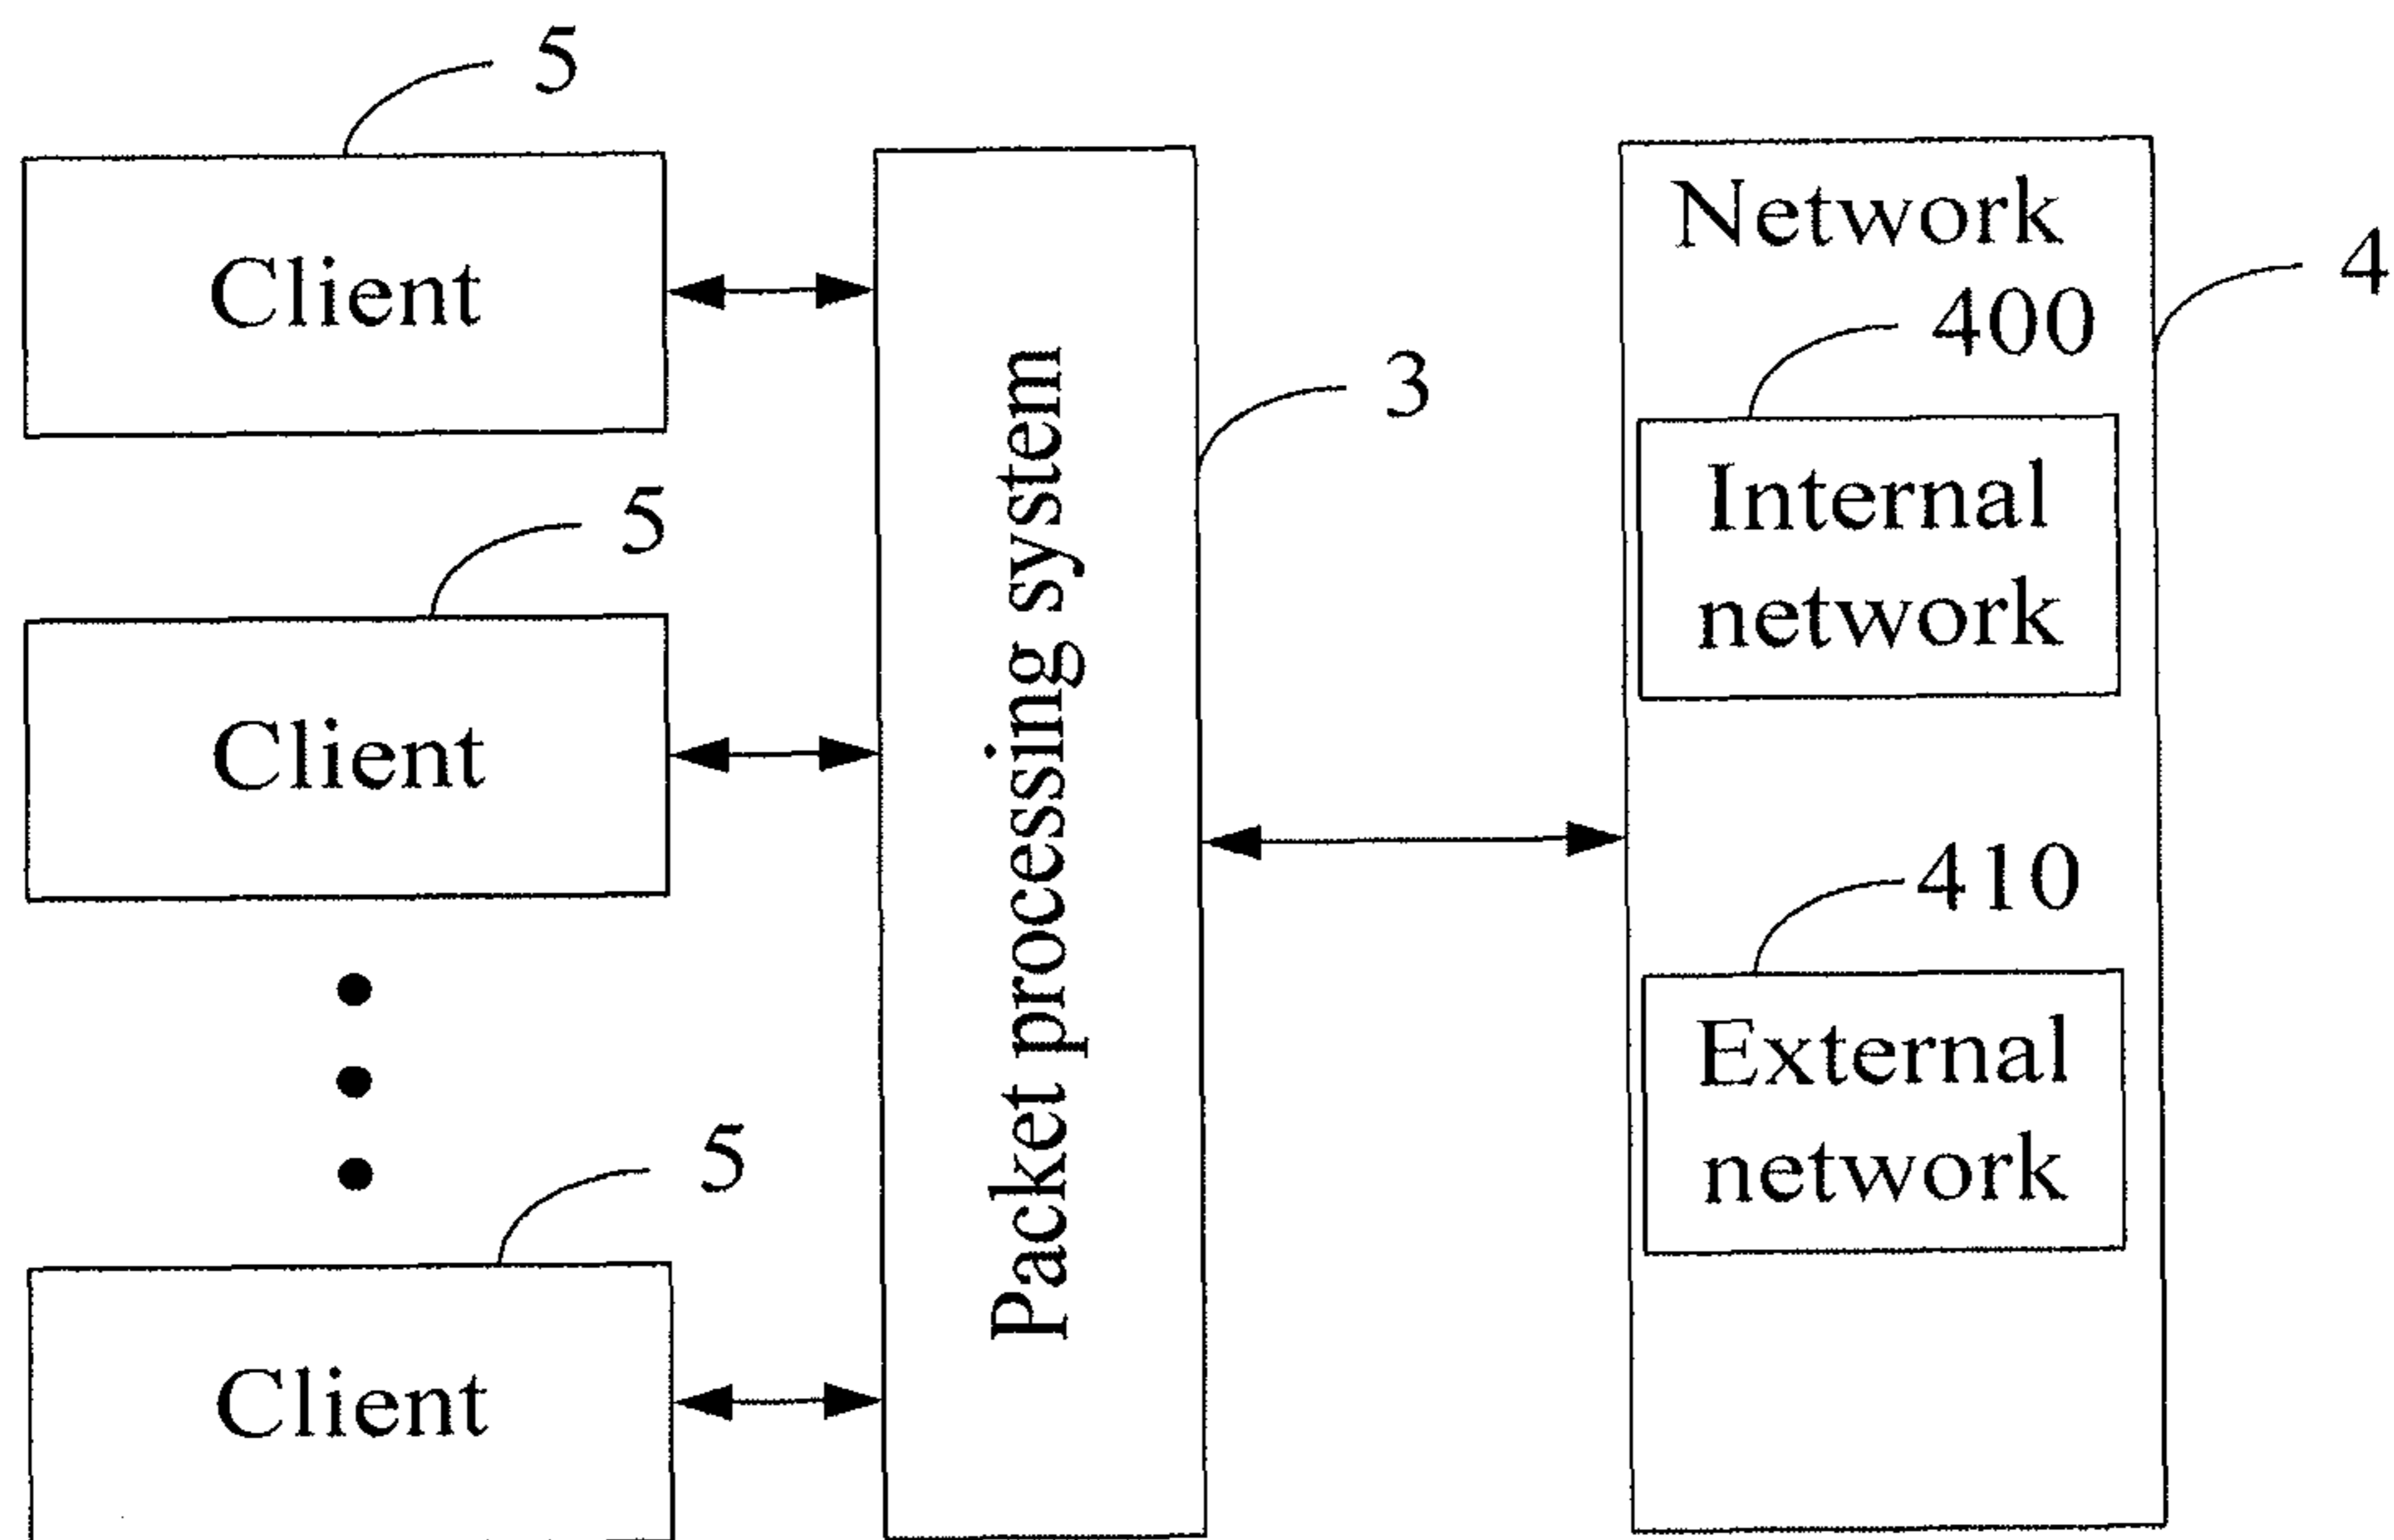 5
Client
5
Client
5
Client
Packet processing system
3
Network
4
400
Internal
network
410
External
network